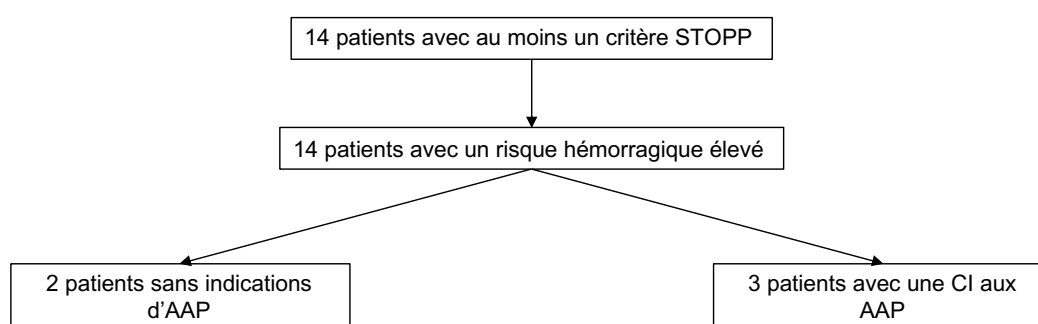 14 patients avec au moins un critère STOPP
14 patients avec un risque hémorragique élevé
2 patients sans indications
d’AAP
3 patients avec une CI aux
AAP